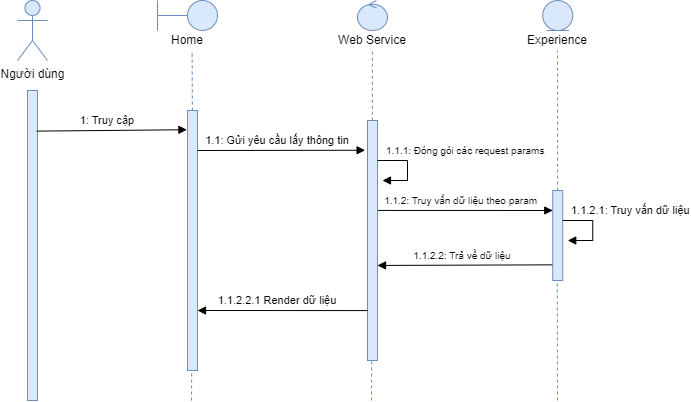 Home
Web Service
Experience
Người dùng
1: Truy cập
1.1: Gửi yêu cầu lấy thông tin
1.1.1: Đóng gói các request params
1.1.2: Truy vấn dữ liệu theo param
1.1.2.1: Truy vấn dữ liệu
1.1.2.2: Trả về dữ liệu
1.1.2.2.1 Render dữ liệu